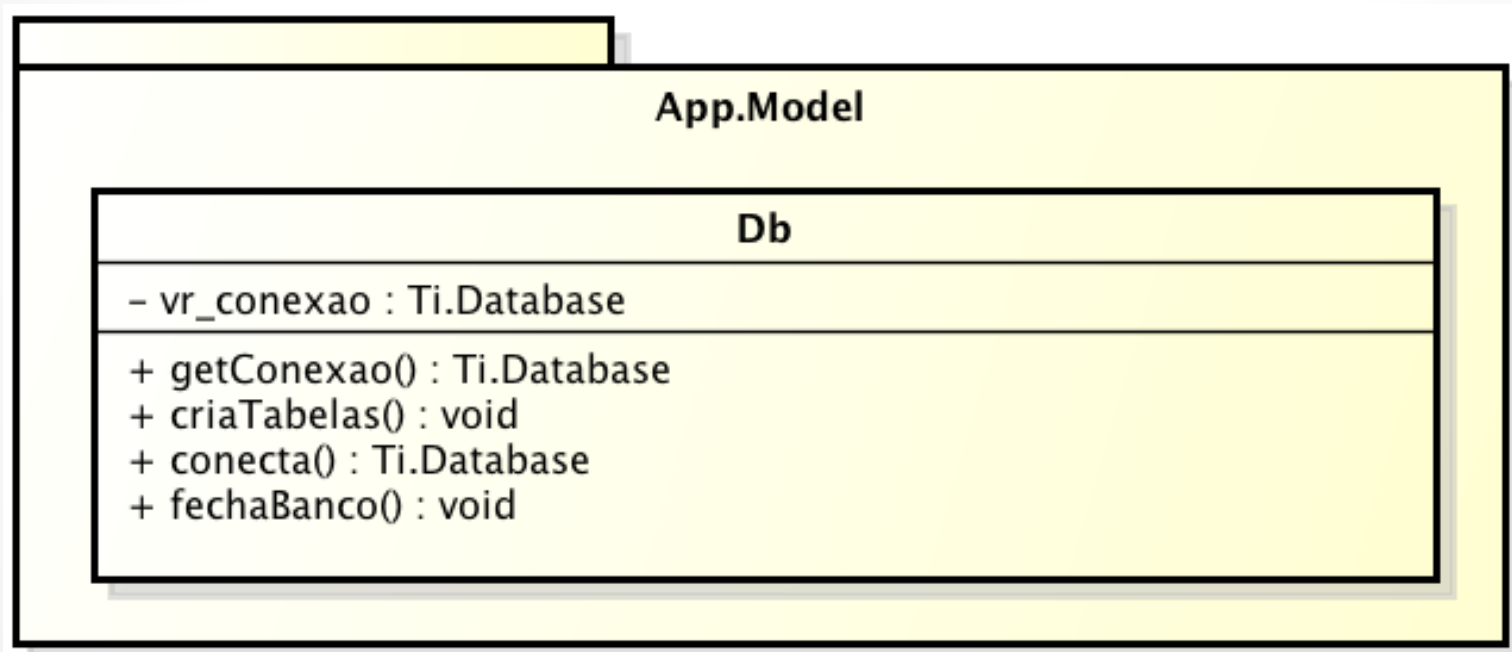 App.Model
Db
- vr_conexao : Ti.Database
+ getConexao() : Ti.Database
+ criaTabelas() : void
+ conecta() : Ti.Database
+ fechaBanco() : void